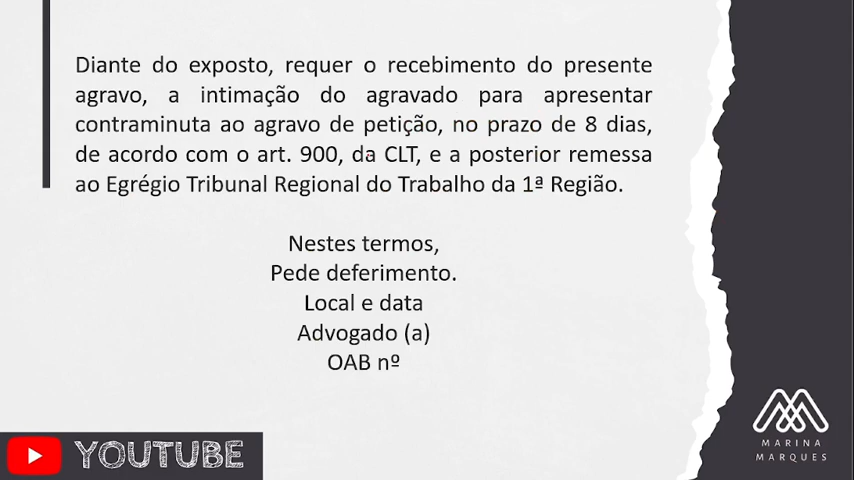 Diante do exposto, requer o recebimento do presente
agravo, a intimação do agravado para apresentar
contraminuta ao agravo de petição, no prazo de 8 dias,
de acordo com o art. 900, da CLT, e a posterior remessa
ao Egrégio Tribunal Regional do Trabalho da 1ª Região.
Nestes termos,
Pede deferimento.
Local e data
Advogado (a)
OAB nº
YOUTUBE
MARINA
MARQUES